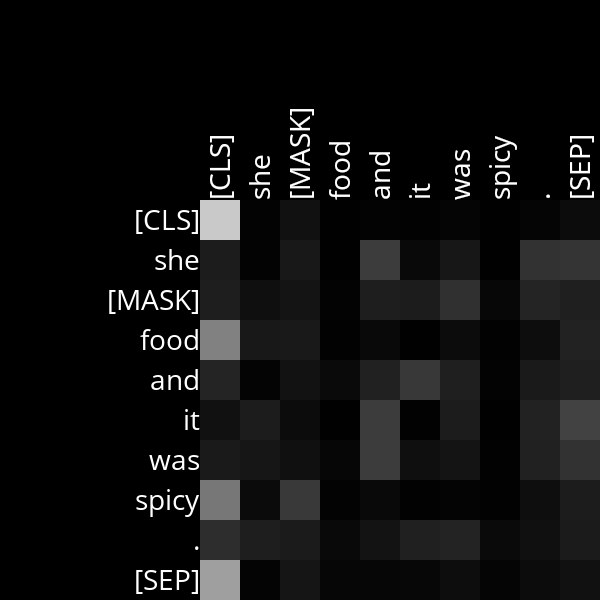 [CLS] she [MASK] food and it was spicy . [SEP]
[CLS]
she
[MASK]
food
and
it
was
spicy
.
[SEP]